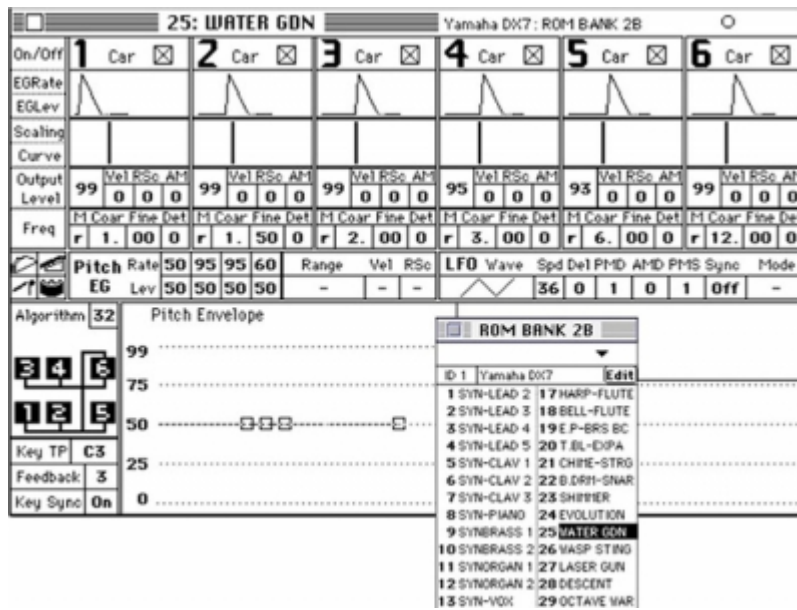 25: WATER GDN
Yamaha DX7: ROM BANK 2B
On/Off 1 Car 2 Car 3 Car 4 Car 5 Car 6 Car
EGRate
EGLev
Scaling
Curve
Output Level
99 Vel RSc AM 0 0 0
99 Vel RSc AM 0 0 0
99 Vel RSc AM 0 0 0
95 Vel RSc AM 0 0 0
93 Vel RSc AM 0 0 0
99 Vel RSc AM 0 0 0
Freq
M Coar Fine Det r 1. 00 0
M Coar Fine Det r 1. 50 0
M Coar Fine Det r 2. 00 0
M Coar Fine Det r 3. 00 0
M Coar Fine Det r 6. 00 0
M Coar Fine Det r 12. 00 0
Pitch EG
Rate 50 95 95 60
Lev 50 50 50 50
Range Vel RSc
- - -
LFO Wave Spd Del PMD AMD PMS Sync Mode
36 0 1 0 1 Off -
Algorithm 32
3 4 6
1 2 5
Key TP C3
Feedback 3
Key Sync On
Pitch Envelope
99
75
50
25
0
ROM BANK 2B
ID 1 Yamaha DX7 Edit
1 SYN-LEAD 2 17 HARP-FLUTE
2 SYN-LEAD 3 18 BELL-FLUTE
3 SYN-LEAD 4 19 E.P-BRS BC
4 SYN-LEAD 5 20 T.BL-EXPA
5 SYN-CLAV 1 21 CHIME-STRG
6 SYN-CLAV 2 22 B.DRM-SNAR
7 SYN-CLAV 3 23 SHIMMER
8 SYN-PIANO 24 EVOLUTION
9 SYNBRASS 1 25 WATER GDN
10 SYNBRASS 2 26 WASP STING
11 SYNORGAN 1 27 LASER GUN
12 SYNORGAN 2 28 DESCENT
13 SYN-VOX 29 OCTAVE WAR